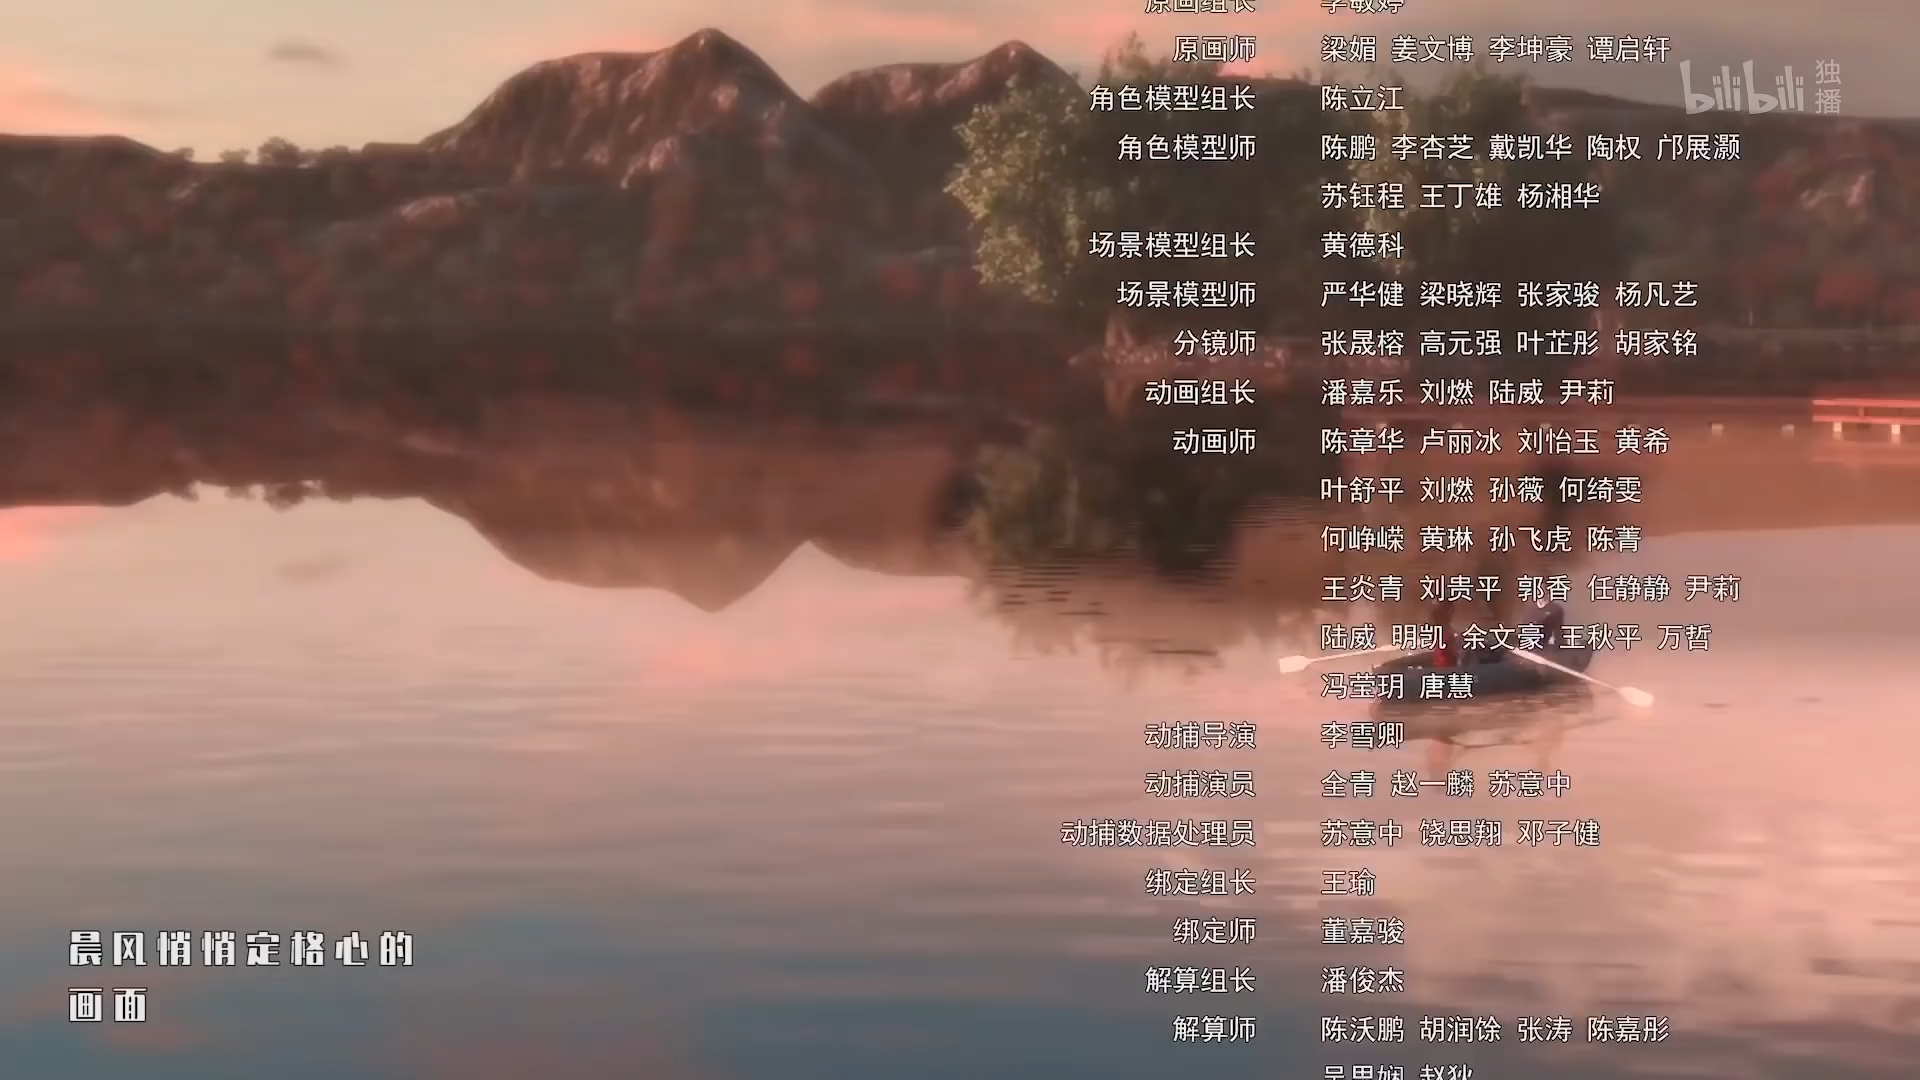 原画组长 李敏婷
原画师 梁媚 姜文博 李坤豪 谭启轩
bilibili 独播
角色模型组长 陈立江
角色模型师 陈鹏 李杏芝 戴凯华 陶权 邝展灏
苏钰程 王丁雄 杨湘华
场景模型组长 黄德科
场景模型师 严华健 梁晓辉 张家骏 杨凡艺
分镜师 张晟榕 高元强 叶芷彤 胡家铭
动画组长 潘嘉乐 刘燃 陆威 尹莉
动画师 陈章华 卢丽冰 刘怡玉 黄希
叶舒平 刘燃 孙薇 何绮雯
何峥嵘 黄琳 孙飞虎 陈菁
王炎青 刘贵平 郭香 任静静 尹莉
陆威 明凯 余文豪 王秋平 万哲
冯莹玥 唐慧
动捕导演 李雪卿
动捕演员 全青 赵一麟 苏意中
动捕数据处理员 苏意中 饶思翔 邓子健
绑定组长 王瑜
绑定师 董嘉骏
解算组长 潘俊杰
解算师 陈沃鹏 胡润馀 张涛 陈嘉彤
晨风悄悄定格心的
画面